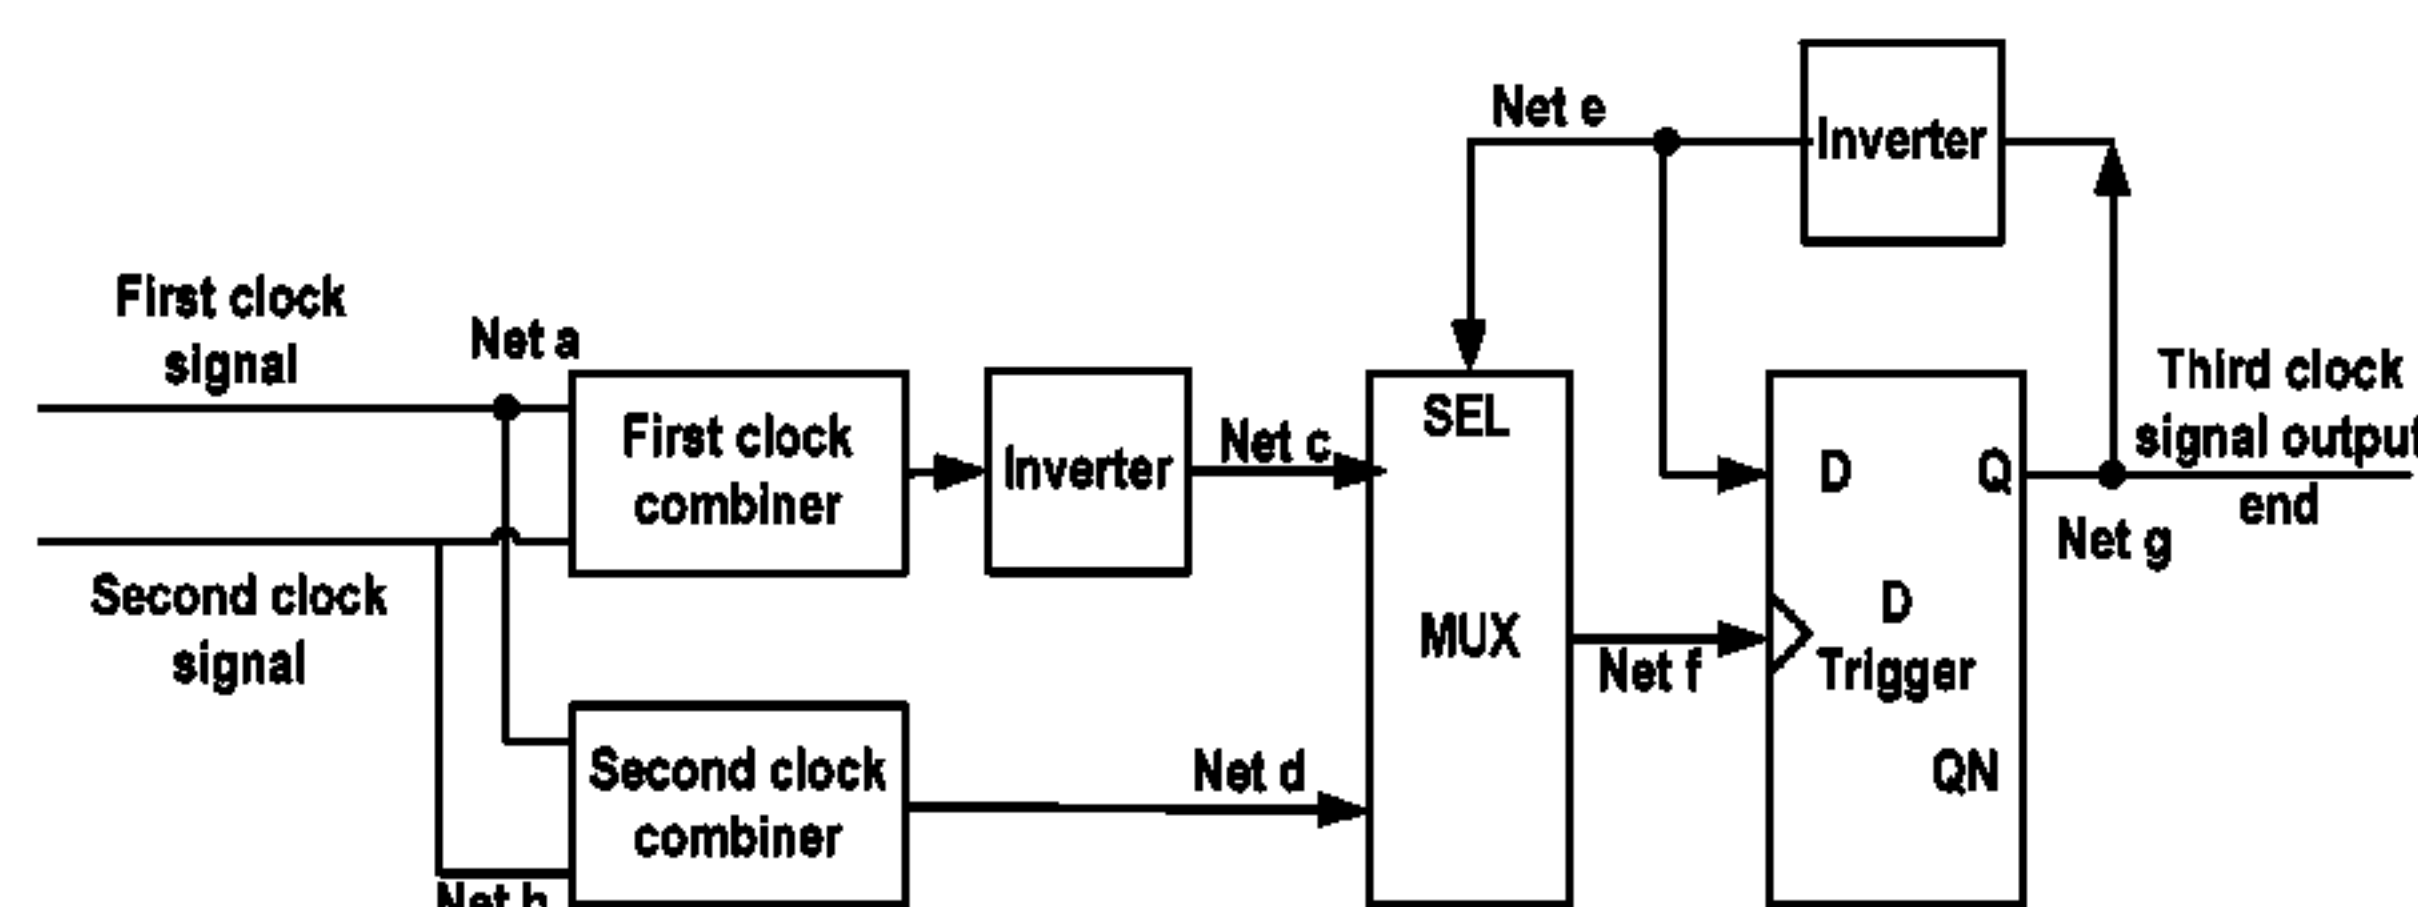 Net e
Inverter
First clock
signal
Net a
First clock
combiner
Inverter
Net c
SEL
MUX
D
Q
Third clock
signal output
end
Net g
Second clock
signal
Net f
D
Trigger
QN
Second clock
combiner
Net d
Net b